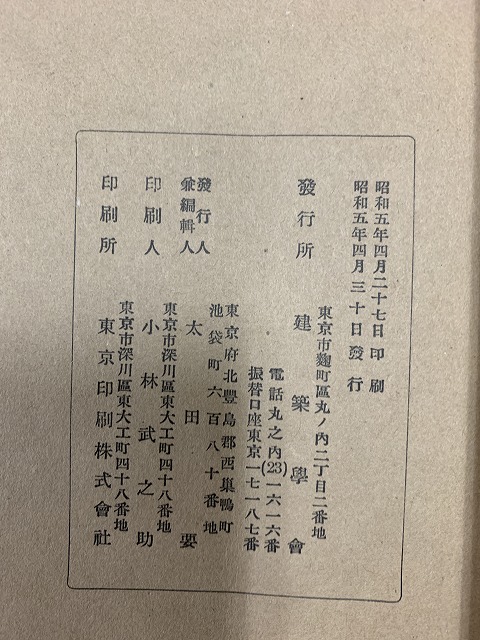 昭和五年四月二十七日印刷
昭和五年四月三十日發行
東京市麴町區丸ノ內二丁目二番地
發行所 建築學會
電話丸之內(23)一六一六番
振替口座東京一七一八七番
東京府北豐島郡西巢鴨町
池袋町六百八十番地
發行人
兼編輯人 太田要
東京市深川區東大工町四十八番地
印刷人 小林武之助
東京市深川區東大工町四十八番地
印刷所 東京印刷株式會社